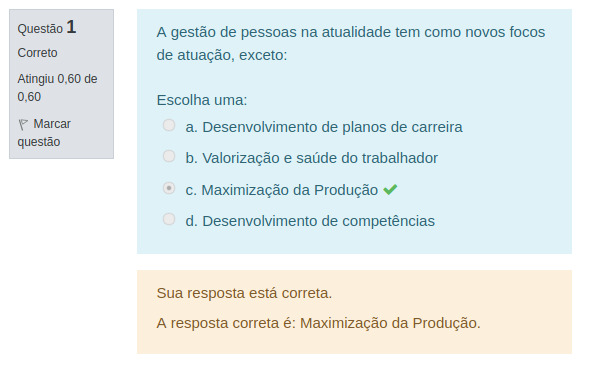 Questão 1
Correto
Atingiu 0,60 de
0,60
Marcar
questão
A gestão de pessoas na atualidade tem como novos focos
de atuação, exceto:
Escolha uma:
a. Desenvolvimento de planos de carreira
b. Valorização e saúde do trabalhador
c. Maximização da Produção
d. Desenvolvimento de competências
Sua resposta está correta.
A resposta correta é: Maximização da Produção.